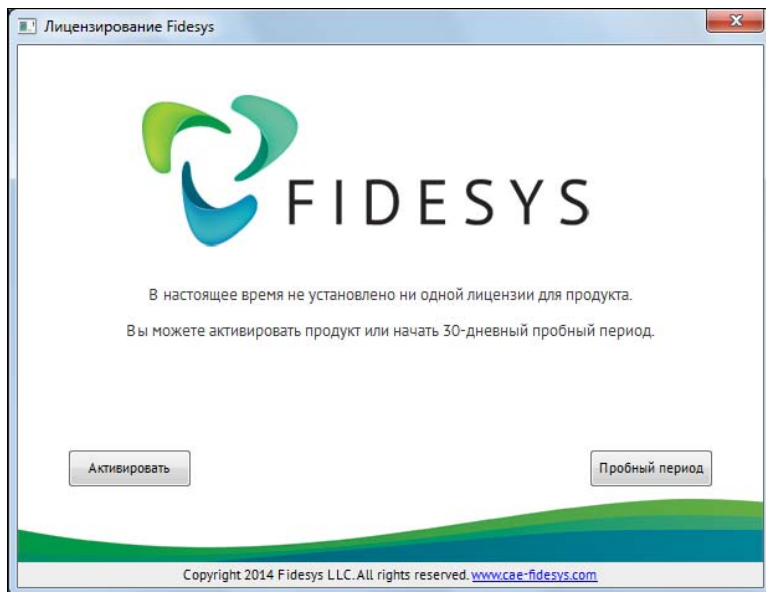 Лицензирование Fidesys
FIDESYS
В настоящее время не установлено ни одной лицензии для продукта.
Вы можете активировать продукт или начать 30-дневный пробный период.
Активировать
Пробный период
Copyright 2014 Fidesys LLC. All rights reserved. www.cae-fidesys.com